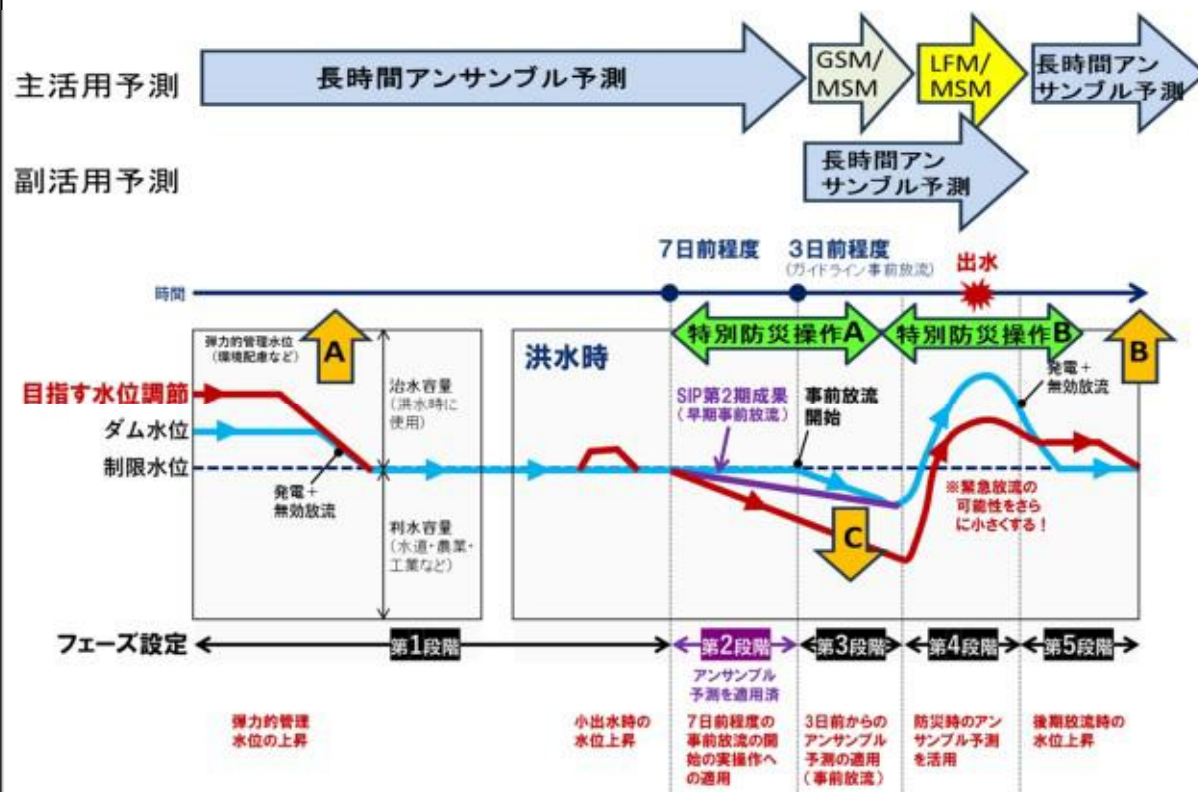 主活用予測
長時間アンサンブル予測
GSM/
MSM
LFM/
MSM
長時間アン
サンブル予測
副活用予測
長時間アン
サンブル予測
7日前程度
3日前程度
(ガイドライン事前放流)
出水
時間
弾力的管理水位
(環境配慮など)
A
治水容量
(洪水時に
使用)
目指す水位調節
ダム水位
制限水位
発電+
無効放流
利水容量
(水道・農業・
工業など)
洪水時
特別防災操作A
特別防災操作B
SIP第2期成果
(早期事前放流)
事前放流
開始
発電+
無効放流
B
※緊急放流の
可能性をさら
に小さくする!
C
フェーズ設定
第1段階
第2段階
第3段階
第4段階
第5段階
アンサンブル
予測を適用済
弾力的管理
水位の上昇
小出水時の
水位上昇
7日前程度の
事前放流の開
始の実操作へ
の適用
3日前からの
アンサンブル
予測の適用
(事前放流)
防災時のアン
サンブル予測
を活用
後期放流時の
水位上昇